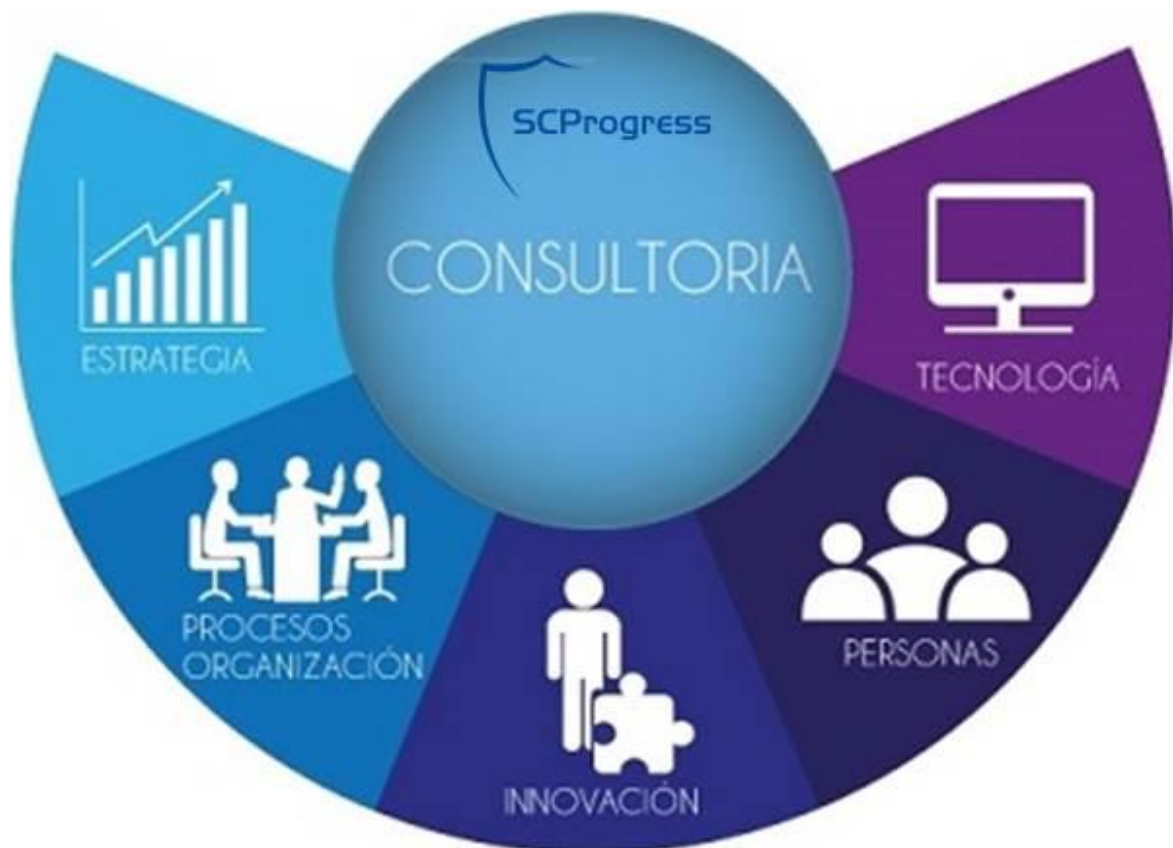 SCProgress
CONSULTORIA
ESTRATEGIA
PROCESOS
ORGANIZACIÓN
INNOVACIÓN
PERSONAS
TECNOLOGÍA